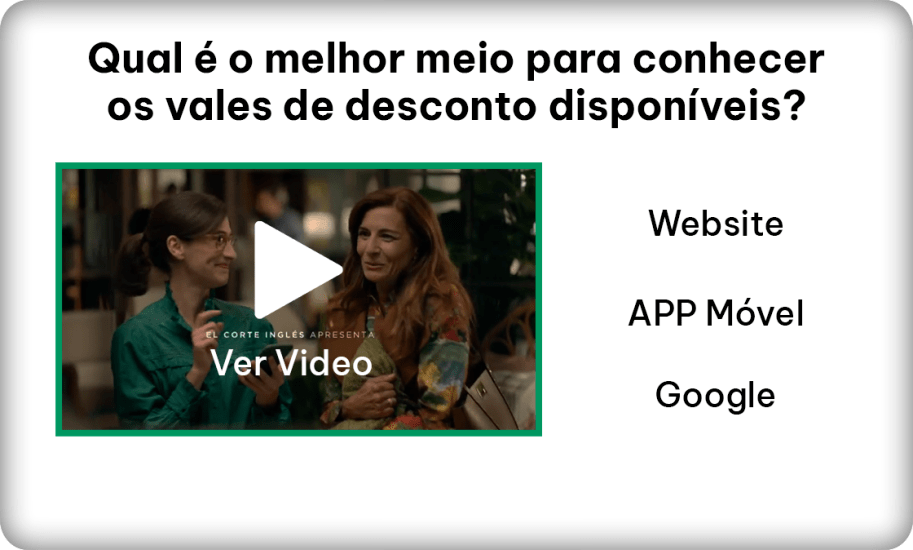 Qual é o melhor meio para conhecer
os vales de desconto disponíveis?
EL CORTE INGLÉS APRESENTA
Ver Video
Website
APP Móvel
Google